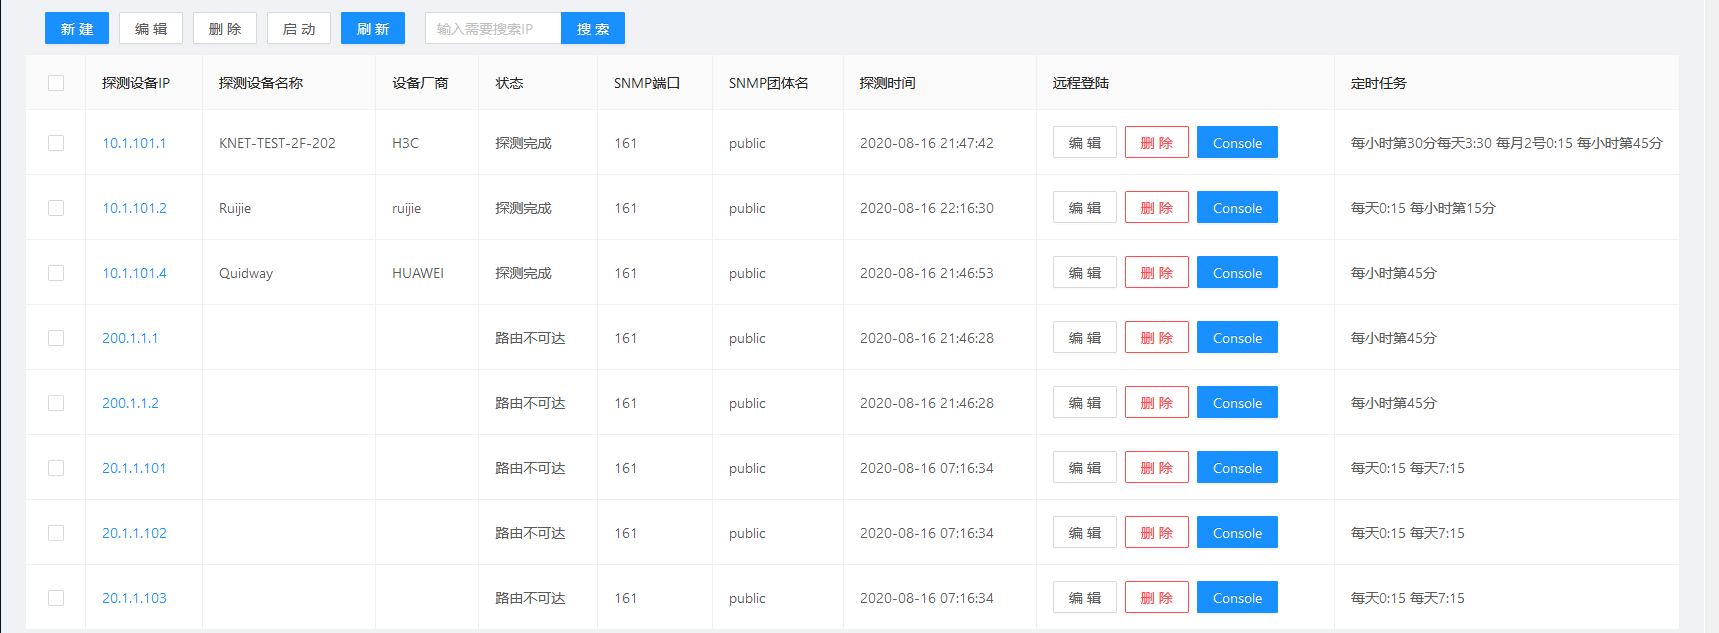 新 建 编 辑 删 除 启 动 刷 新 输入需要搜索IP 搜 索
探测设备IP 探测设备名称 设备厂商 状态 SNMP端口 SNMP团体名 探测时间 远程登陆 定时任务
10.1.101.1 KNET-TEST-2F-202 H3C 探测完成 161 public 2020-08-16 21:47:42 编 辑 删 除 Console 每小时第30分每天3:30 每月2号0:15 每小时第45分
10.1.101.2 Ruijie ruijie 探测完成 161 public 2020-08-16 22:16:30 编 辑 删 除 Console 每天0:15 每小时第15分
10.1.101.4 Quidway HUAWEI 探测完成 161 public 2020-08-16 21:46:53 编 辑 删 除 Console 每小时第45分
200.1.1.1 路由不可达 161 public 2020-08-16 21:46:28 编 辑 删 除 Console 每小时第45分
200.1.1.2 路由不可达 161 public 2020-08-16 21:46:28 编 辑 删 除 Console 每小时第45分
20.1.1.101 路由不可达 161 public 2020-08-16 07:16:34 编 辑 删 除 Console 每天0:15 每天7:15
20.1.1.102 路由不可达 161 public 2020-08-16 07:16:34 编 辑 删 除 Console 每天0:15 每天7:15
20.1.1.103 路由不可达 161 public 2020-08-16 07:16:34 编 辑 删 除 Console 每天0:15 每天7:15